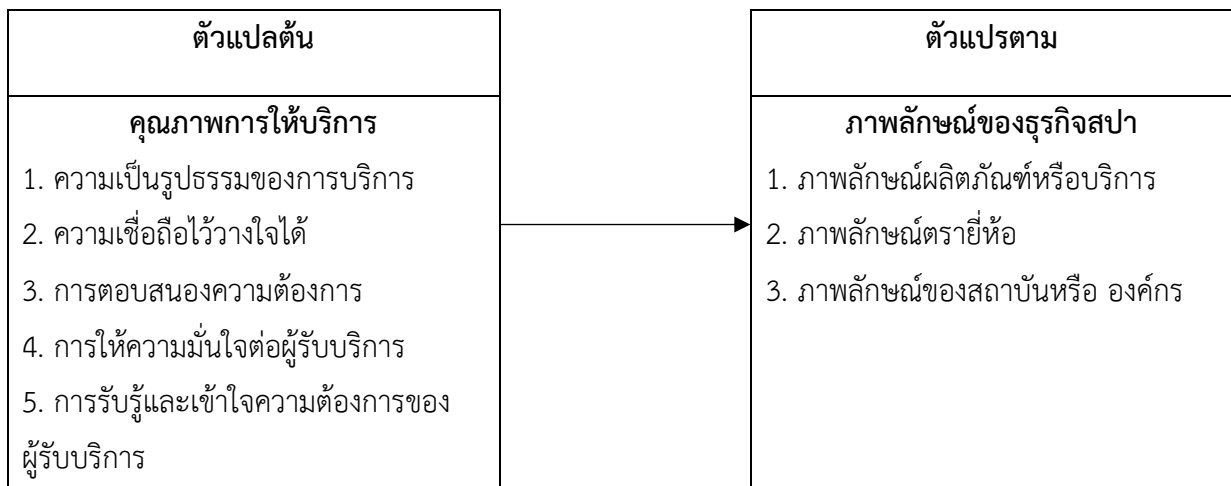 ตัวแปลต้น
คุณภาพการให้บริการ
1. ความเป็นรูปธรรมของการบริการ
2. ความเชื่อถือไว้วางใจได้
3. การตอบสนองความต้องการ
4. การให้ความมั่นใจต่อผู้รับบริการ
5. การรับรู้และเข้าใจความต้องการของ
ผู้รับบริการ
ตัวแปรตาม
ภาพลักษณ์ของธุรกิจสปา
1. ภาพลักษณ์ผลิตภัณฑ์หรือบริการ
2. ภาพลักษณ์ตรายี่ห้อ
3. ภาพลักษณ์ของสถาบันหรือ องค์กร